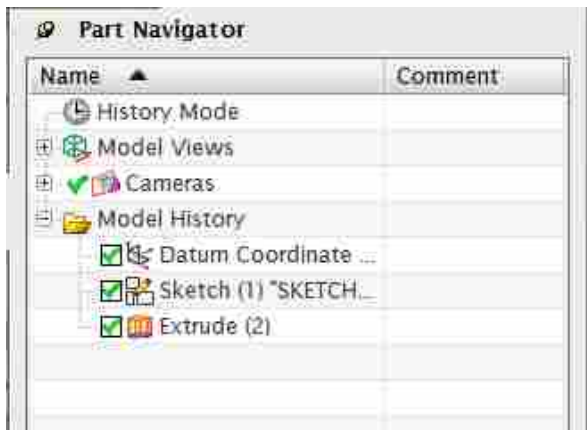 Part Navigator
Name Comment
History Mode
Model Views
Cameras
Model History
Datum Coordinate ...
Sketch (1) "SKETCH...
Extrude (2)